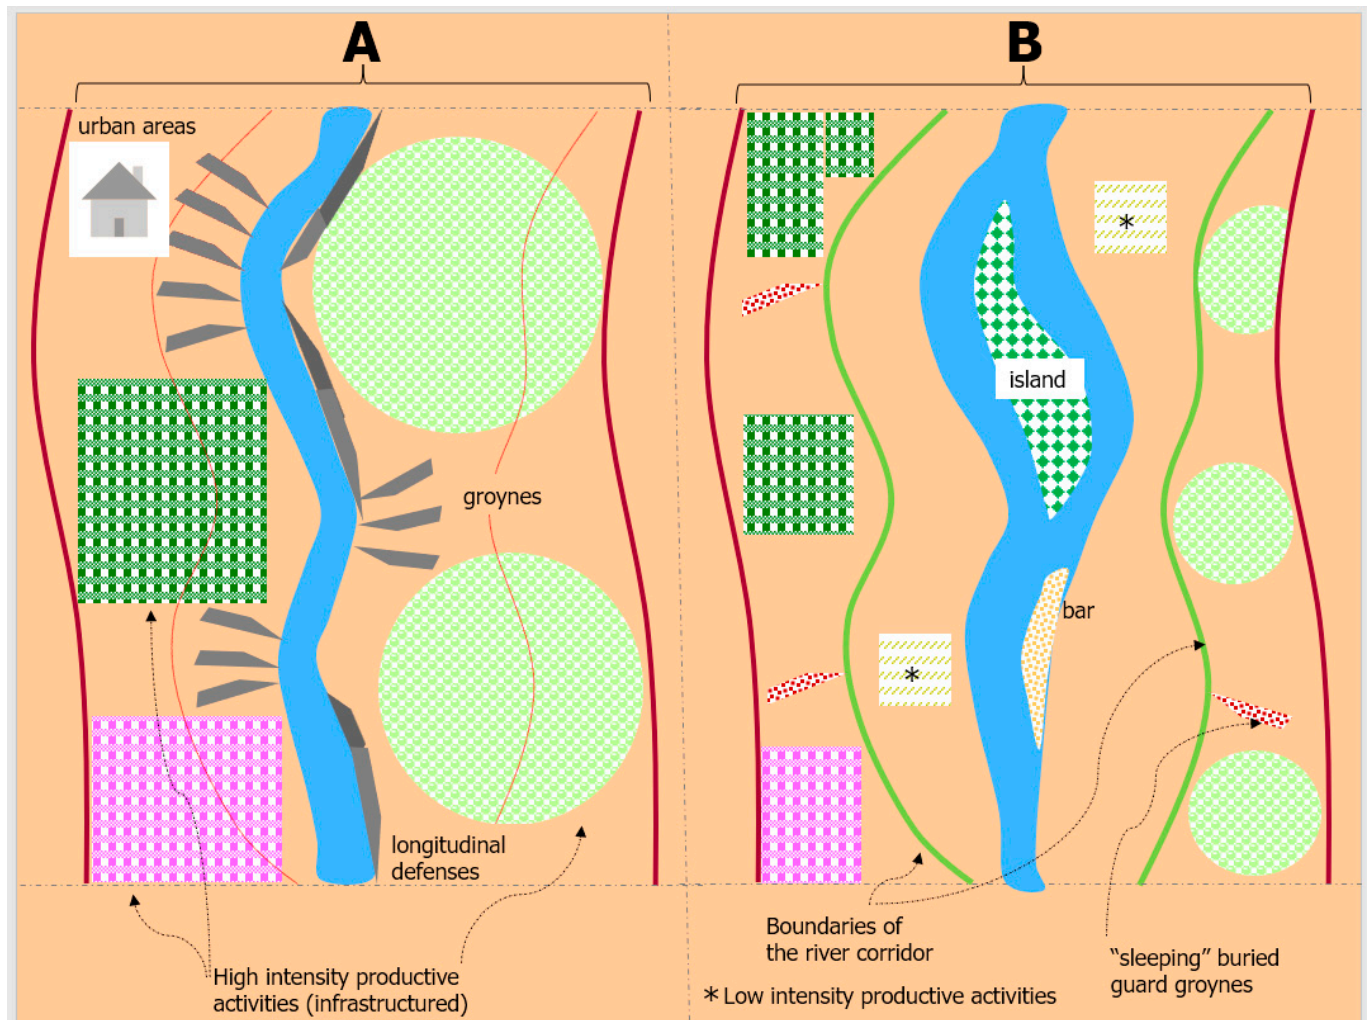 A
B
urban areas
island
groynes
bar
*
*
longitudinal
defenses
Boundaries of
the river corridor
"sleeping" buried
guard groynes
High intensity productive
activities (infrastructured)
* Low intensity productive activities